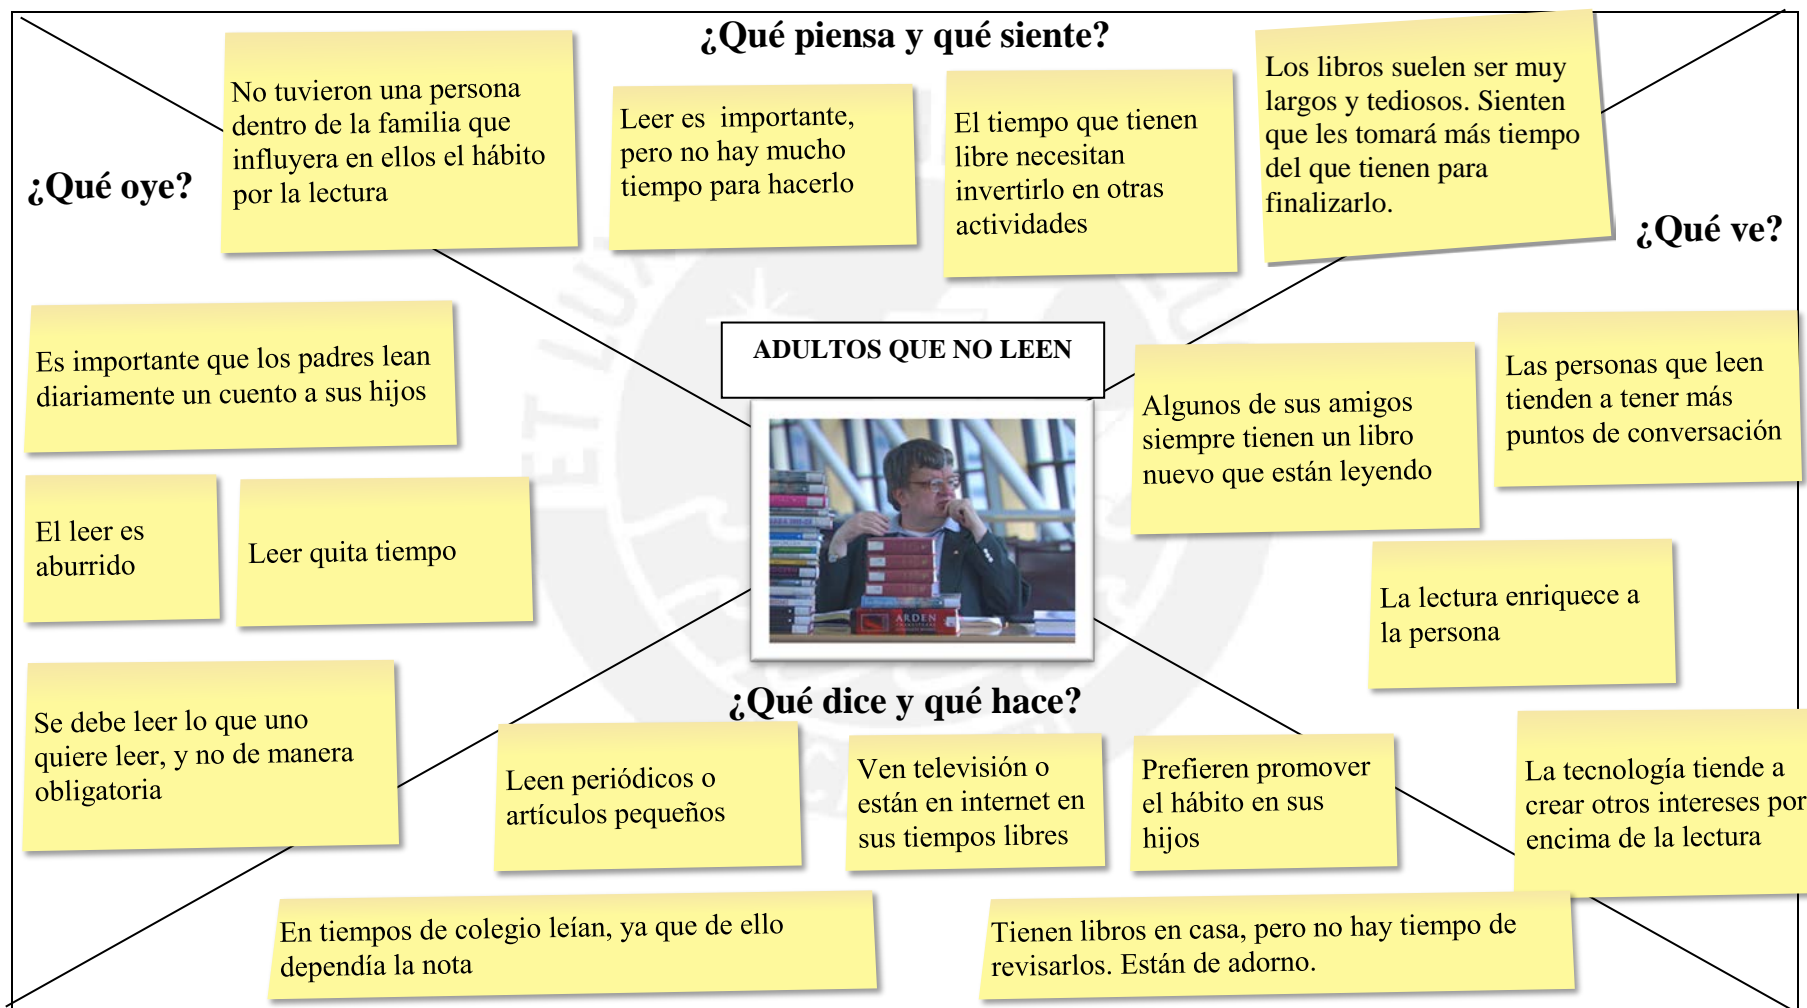 ¿Qué piensa y qué siente?
No tuvieron una persona
dentro de la familia que
influyera en ellos el hábito
por la lectura
Leer es  importante,
pero no hay mucho
tiempo para hacerlo
El tiempo que tienen
libre necesitan
invertirlo en otras
actividades
Los libros suelen ser muy
largos y tediosos. Sienten
que les tomará más tiempo
del que tienen para
finalizarlo.
¿Qué oye?
Es importante que los padres lean
diariamente un cuento a sus hijos
El leer es
aburrido
Leer quita tiempo
Se debe leer lo que uno
quiere leer, y no de manera
obligatoria
ADULTOS QUE NO LEEN
ARDEN
¿Qué ve?
Algunos de sus amigos
siempre tienen un libro
nuevo que están leyendo
Las personas que leen
tienden a tener más
puntos de conversación
La lectura enriquece a
la persona
La tecnología tiende a
crear otros intereses por
encima de la lectura
¿Qué dice y qué hace?
Leen periódicos o
artículos pequeños
Ven televisión o
están en internet en
sus tiempos libres
Prefieren promover
el hábito en sus
hijos
En tiempos de colegio leían, ya que de ello
dependía la nota
Tienen libros en casa, pero no hay tiempo de
revisarlos. Están de adorno.
ET LUX